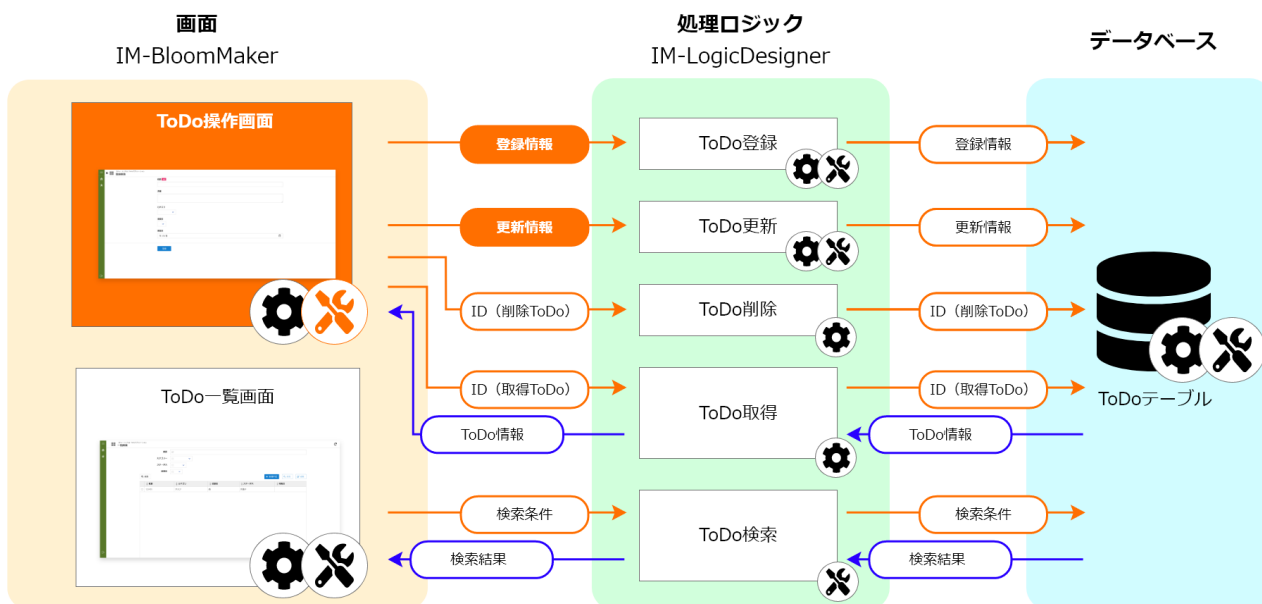 画面
IM-BloomMaker
処理ロジック
IM-LogicDesigner
データベース
ToDo操作画面
登録情報
ToDo登録
登録情報
更新情報
ToDo更新
更新情報
ID（削除ToDo）
ToDo削除
ID（削除ToDo）
ID（取得ToDo）
ToDo取得
ID（取得ToDo）
ToDo情報
ToDo情報
ToDoテーブル
ToDo一覧画面
検索条件
ToDo検索
検索条件
検索結果
検索結果